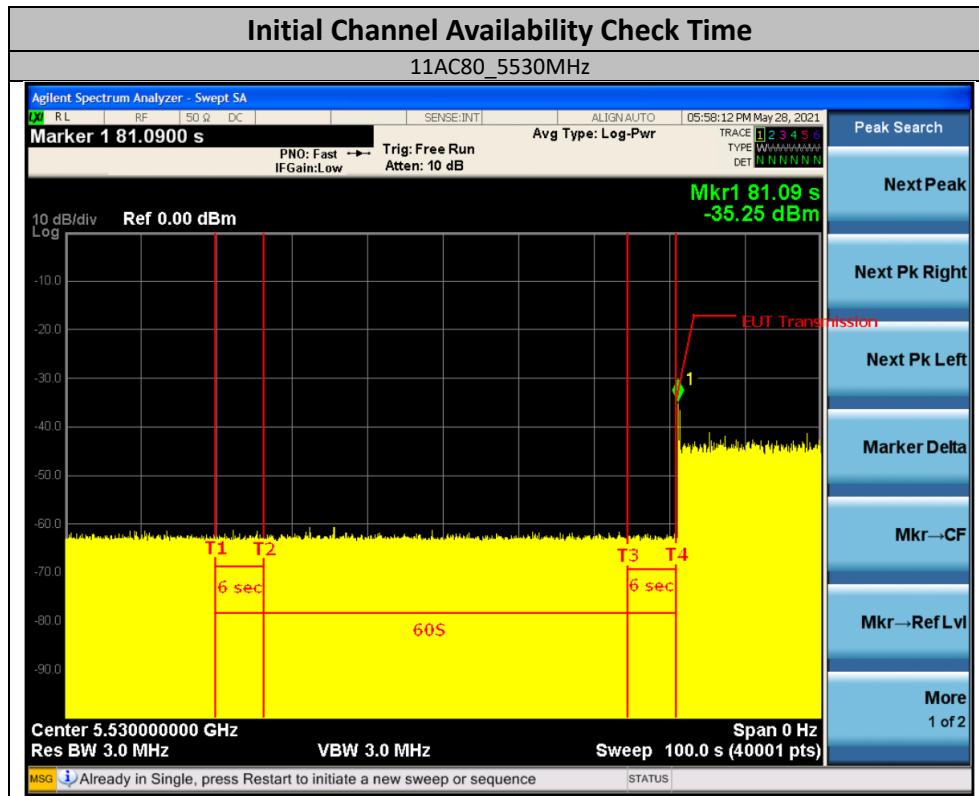 Initial Channel Availability Check Time
11AC80_5530MHz
Agilent Spectrum Analyzer - Swept SA
LXI RL RF 50 Ω DC SENSE:INT ALIGN AUTO 05:58:12 PM May 28, 2021
Marker 1 81.0900 s
PNO: Fast
IFGain:Low
Trig: Free Run
Atten: 10 dB
Avg Type: Log-Pwr
TRACE 1 2 3 4 5 6
TYPE WWWWWW
DET N N N N N N
Mkr1 81.09 s
-35.25 dBm
10 dB/div
Log
Ref 0.00 dBm
-10.0
-20.0
-30.0
-40.0
-50.0
-60.0
-70.0
-80.0
-90.0
EUT Transmission
1
T1 T2 T3 T4
6 sec 6 sec
60S
Center 5.530000000 GHz Span 0 Hz
Res BW 3.0 MHz VBW 3.0 MHz Sweep 100.0 s (40001 pts)
MSG Already in Single, press Restart to initiate a new sweep or sequence STATUS
Peak Search
Next Peak
Next Pk Right
Next Pk Left
Marker Delta
Mkr→CF
Mkr→Ref Lvl
More
1 of 2